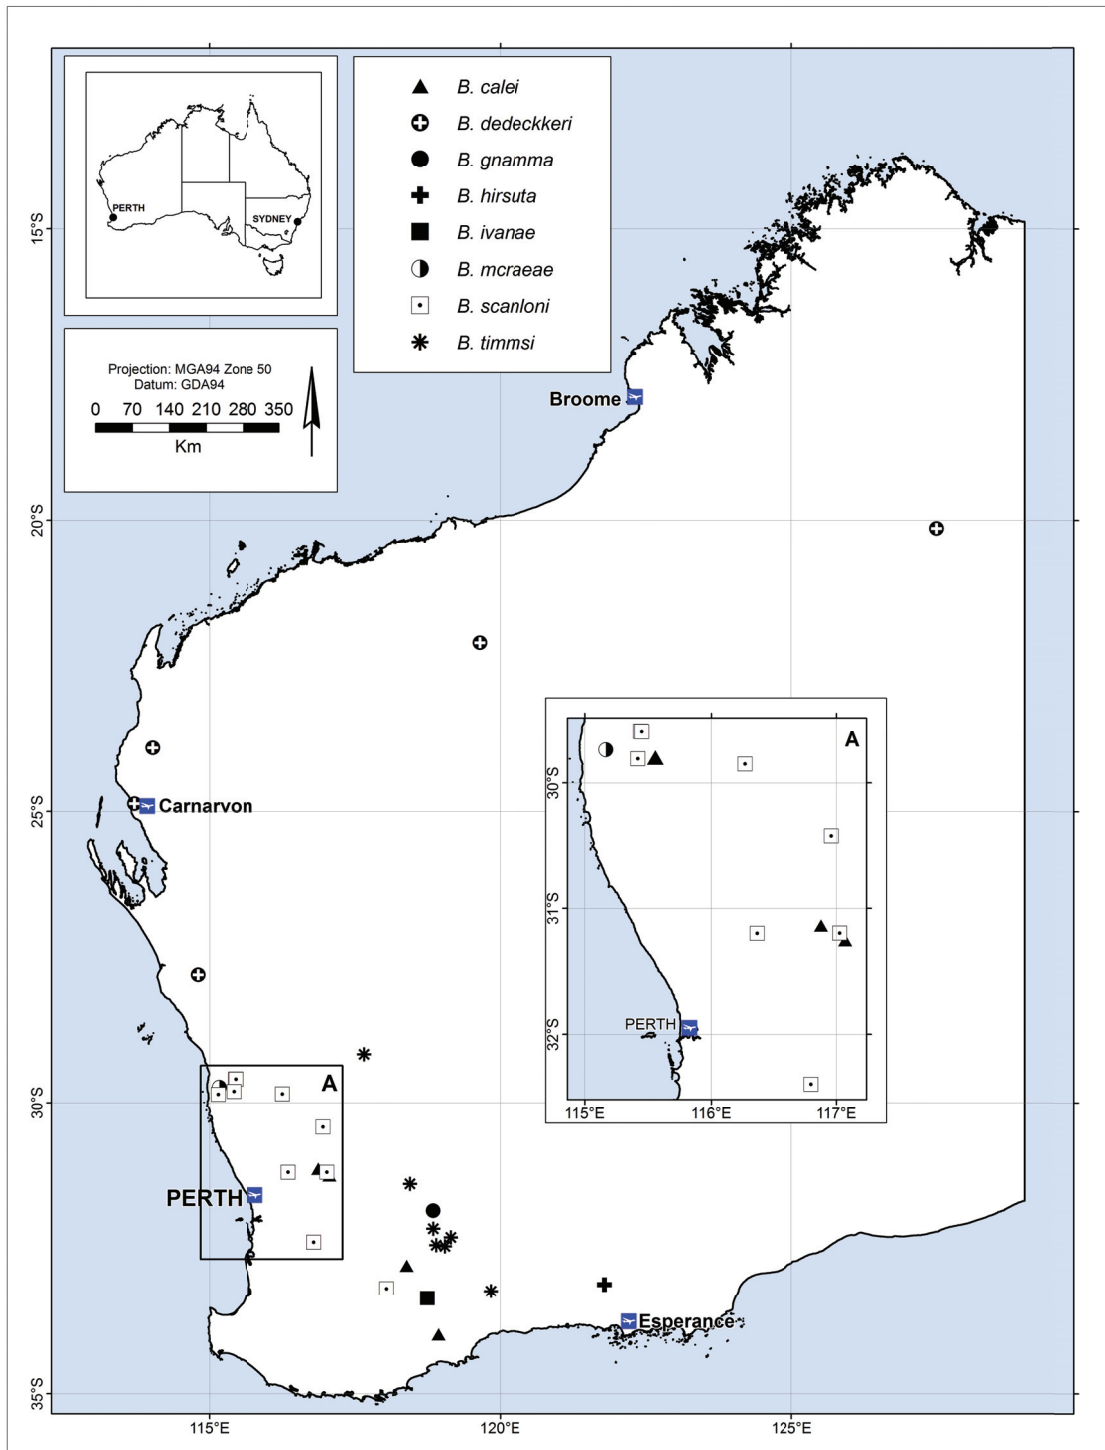 PERTH
SYDNEY
B. calei
B. dedeckkeri
B. gnamma
B. hirsuta
B. ivanae
B. mcraeae
B. scanloni
B. timmsi
Projection: MGA94 Zone 50
Datum: GDA94
0 70 140 210 280 350
Km
15°S
Broome
20°S
Carnarvon
25°S
A
30°S
31°S
PERTH
32°S
115°E 116°E 117°E
30°S
A
PERTH
Esperance
35°S
115°E 120°E 125°E